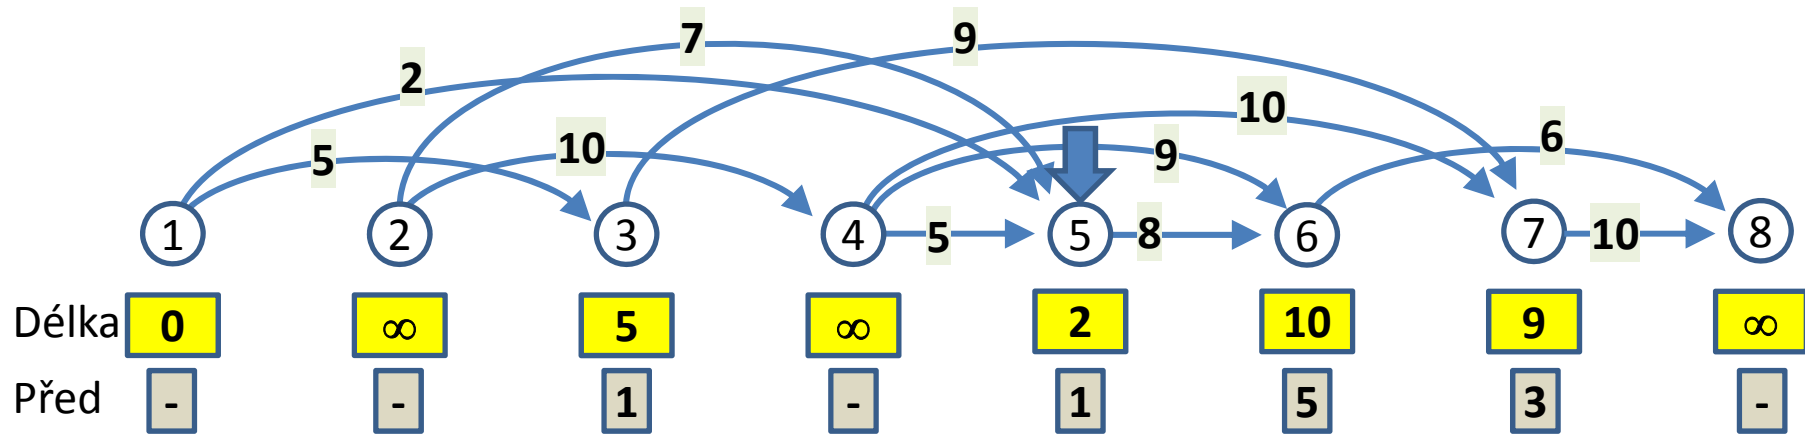 7 9
2 10
5 10 9 6
1 2 3 4 5 5 8 6 7 10 8
Délka 0 ∞ 5 ∞ 2 10 9 ∞
Před - - 1 - 1 5 3 -